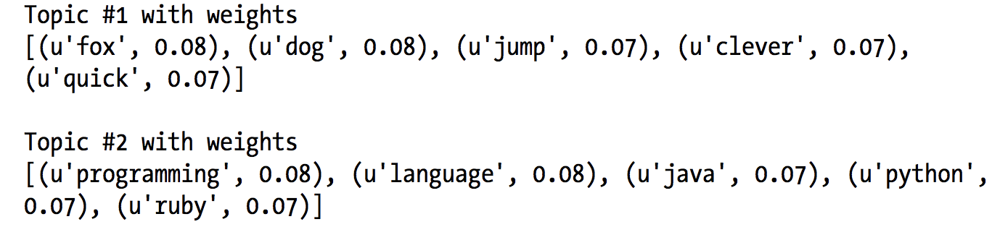 Topic #1 with weights
[(u'fox', 0.08), (u'dog', 0.08), (u'jump', 0.07), (u'clever', 0.07),
(u'quick', 0.07)]
Topic #2 with weights
[(u'programming', 0.08), (u'language', 0.08), (u'java', 0.07), (u'python',
0.07), (u'ruby', 0.07)]